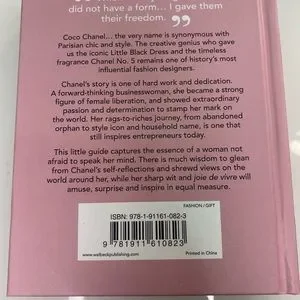 did not have a form... I gave them
their freedom.”
Coco Chanel... the very name is synonymous with
Parisian chic and style. The creative genius who gave
us the iconic Little Black Dress and the timeless
fragrance Chanel No. 5 remains one of history's
most influential fashion designers.
Chanel's story is one of hard work and dedication.
A forward-thinking businesswoman, she became a strong
figure of female liberation, and showed extraordinary
passion and determination to stamp her mark on
the world. Her rags-to-riches journey, from abandoned
orphan to style icon and household name, is one that
still inspires entrepreneurs today.
This little guide captures the essence of a woman not
afraid to speak her mind. There is much wisdom to glean
from Chanel's self-reflections and shrewd views on the
world around her, while her sharp wit and joie de vivre will
amuse, surprise and inspire in equal measure.
FASHION / GIFT
ISBN: 978-1-91161-082-3
9 781911 610823
www.welbeckpublishing.com
Printed in China